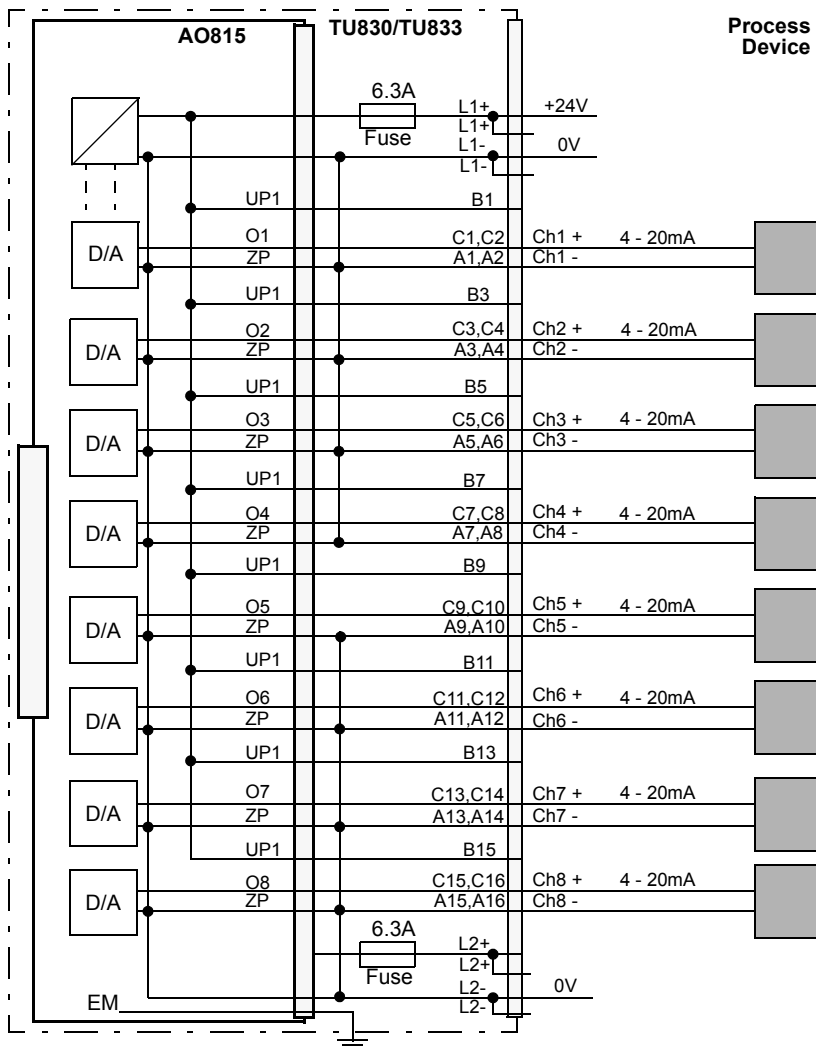 AO815 TU830/TU833 Process
Device
6.3A
Fuse
L1+ +24V
L1+
L1- 0V
L1-
UP1 B1
D/A O1 C1,C2 Ch1 + 4 - 20mA
ZP A1,A2 Ch1 -
UP1 B3
D/A O2 C3,C4 Ch2 + 4 - 20mA
ZP A3,A4 Ch2 -
UP1 B5
D/A O3 C5,C6 Ch3 + 4 - 20mA
ZP A5,A6 Ch3 -
UP1 B7
D/A O4 C7,C8 Ch4 + 4 - 20mA
ZP A7,A8 Ch4 -
UP1 B9
D/A O5 C9,C10 Ch5 + 4 - 20mA
ZP A9,A10 Ch5 -
UP1 B11
D/A O6 C11,C12 Ch6 + 4 - 20mA
ZP A11,A12 Ch6 -
UP1 B13
D/A O7 C13,C14 Ch7 + 4 - 20mA
ZP A13,A14 Ch7 -
UP1 B15
D/A O8 C15,C16 Ch8 + 4 - 20mA
ZP A15,A16 Ch8 -
6.3A
Fuse
L2+
L2+
L2- 0V
L2-
EM